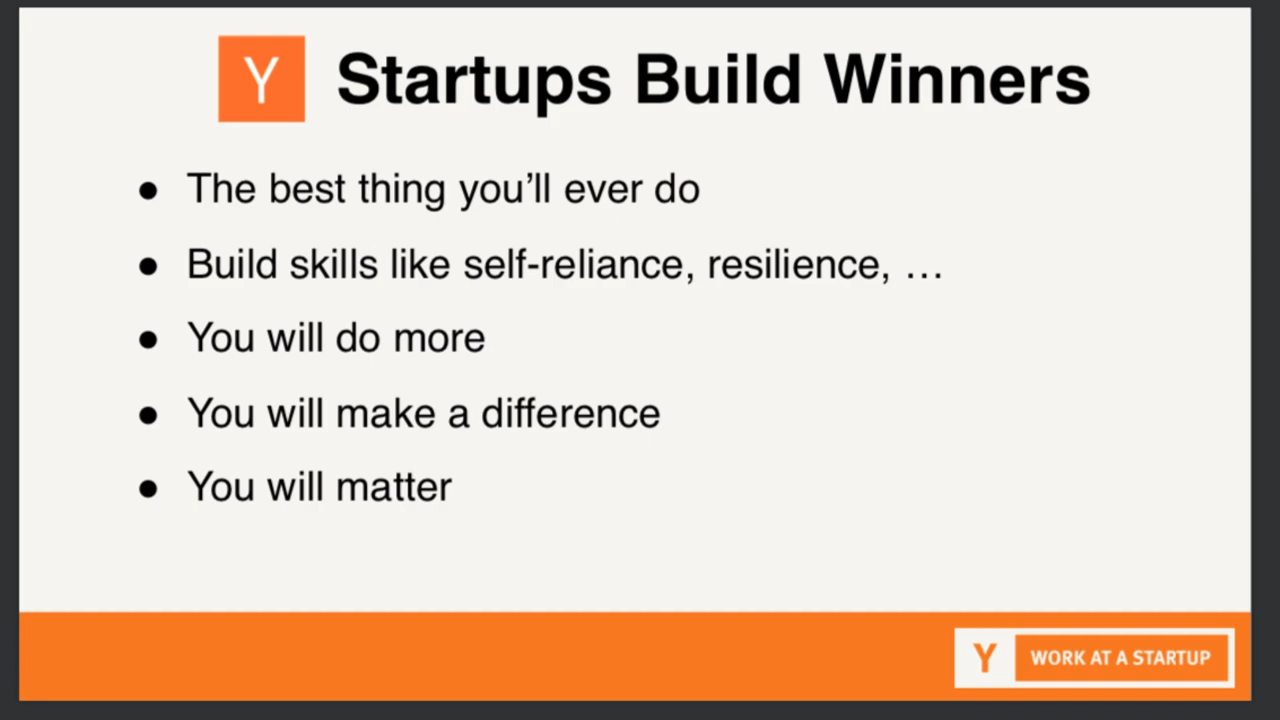 Y Startups Build Winners
● The best thing you’ll ever do
● Build skills like self-reliance, resilience, …
● You will do more
● You will make a difference
● You will matter
Y WORK AT A STARTUP